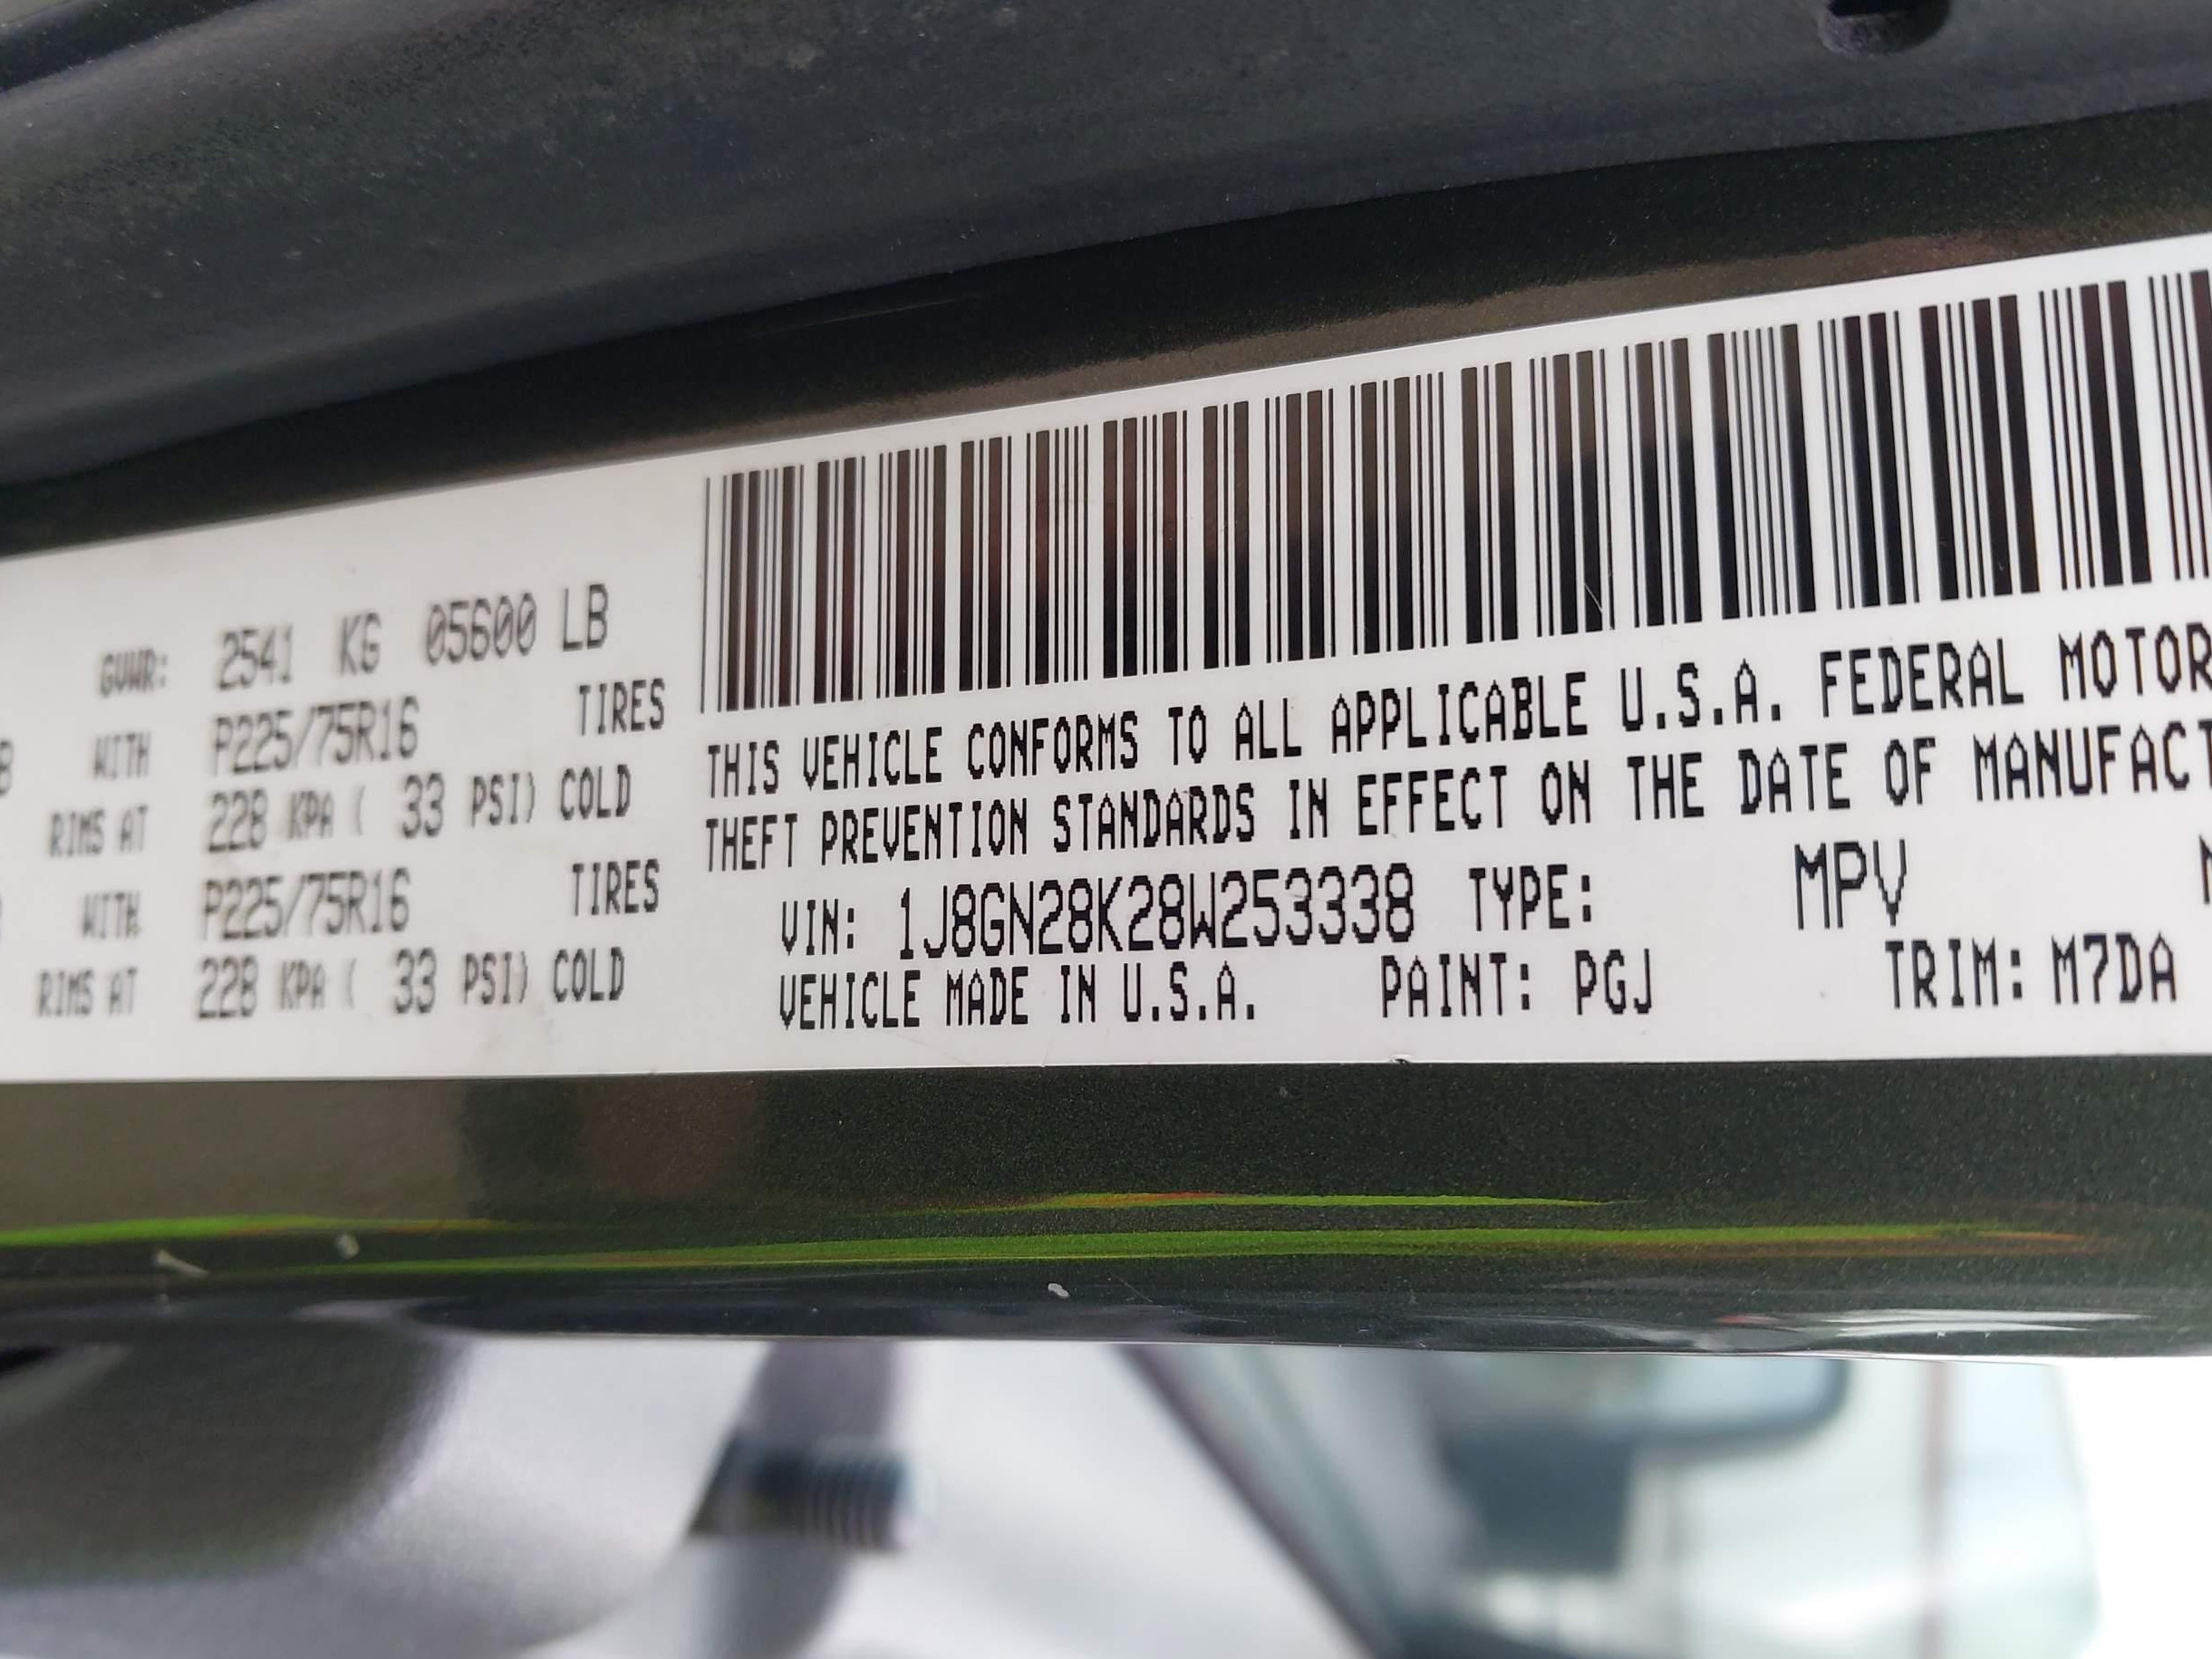 GVWR: 2541 KG 05600 LB
WITH P225/75R16 TIRES
RIMS AT 228 KPA ( 33 PSI) COLD
WITH P225/75R16 TIRES
RIMS AT 228 KPA ( 33 PSI) COLD
THIS VEHICLE CONFORMS TO ALL APPLICABLE U.S.A. FEDERAL MOTOR
THEFT PREVENTION STANDARDS IN EFFECT ON THE DATE OF MANUFACT
VIN: 1J8GN28K28W253338 TYPE: MPV
VEHICLE MADE IN U.S.A. PAINT: PGJ TRIM: M7DA